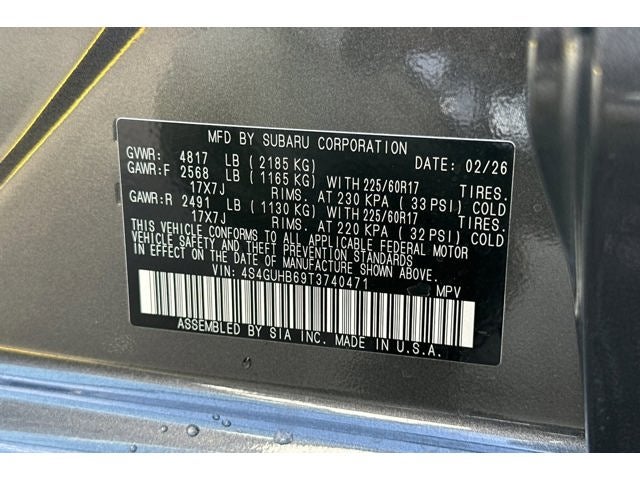 MFD BY SUBARU CORPORATION
GVWR: 4817 LB (2185 KG) DATE: 02/26
GAWR:F 2568 LB (1165 KG) WITH 225/60R17 TIRES.
17X7J RIMS. AT 230 KPA (33 PSI) COLD
GAWR:R 2491 LB (1130 KG) WITH 225/60R17 TIRES.
17X7J RIMS. AT 220 KPA (32 PSI) COLD
THIS VEHICLE CONFORMS TO ALL APPLICABLE FEDERAL MOTOR
VEHICLE SAFETY AND THEFT PREVENTION STANDARDS
IN EFFECT ON THE DATE OF MANUFACTURE SHOWN ABOVE.
VIN: 4S4GUHB69T3740471 MPV
ASSEMBLED BY SIA INC. MADE IN U.S.A.